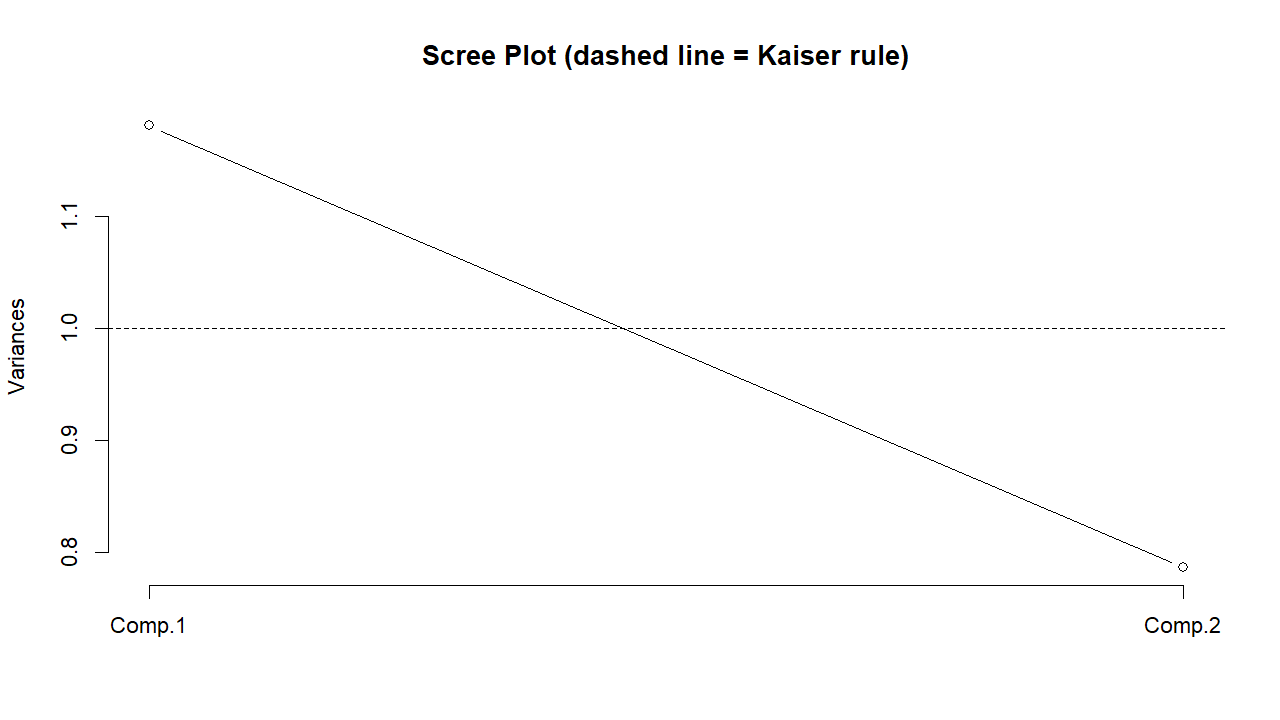 Scree Plot (dashed line = Kaiser rule)
Variances
1.1
1.0
0.9
0.8
Comp.1 Comp.2